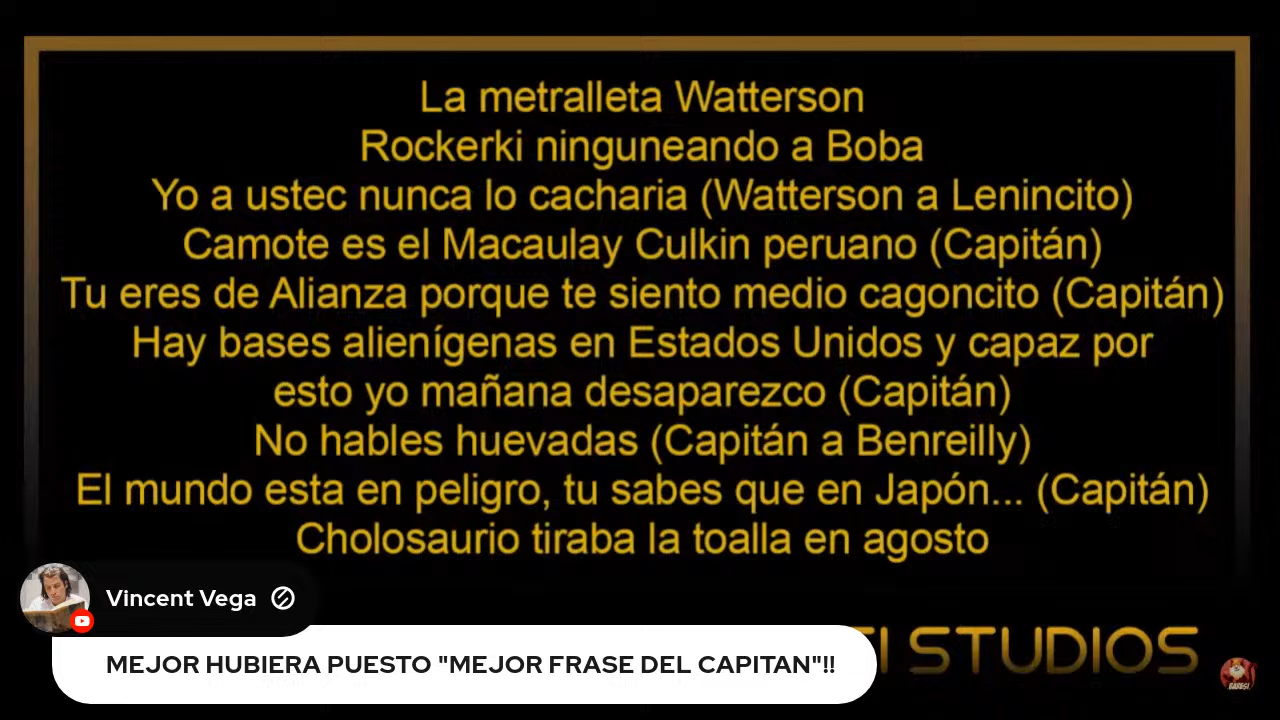 La metralleta Watterson
Rockerki ninguneando a Boba
Yo a ustec nunca lo cacharia (Watterson a Lenincito)
Camote es el Macaulay Culkin peruano (Capitán)
Tu eres de Alianza porque te siento medio cagoncito (Capitán)
Hay bases alienígenas en Estados Unidos y capaz por
esto yo mañana desaparezco (Capitán)
No hables huevadas (Capitán a Benreilly)
El mundo esta en peligro, tu sabes que en Japón... (Capitán)
Cholosaurio tiraba la toalla en agosto
Vincent Vega
MEJOR HUBIERA PUESTO "MEJOR FRASE DEL CAPITAN"!!
STUDIOS
BARESI